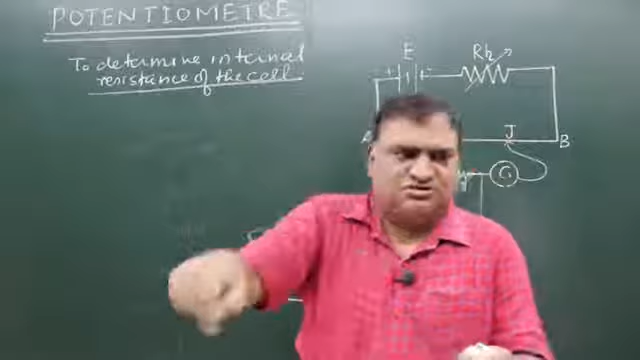 POTENTIOMETRE
To determine internal
resistance of the cell
E
Rh
+
A
J
B
G